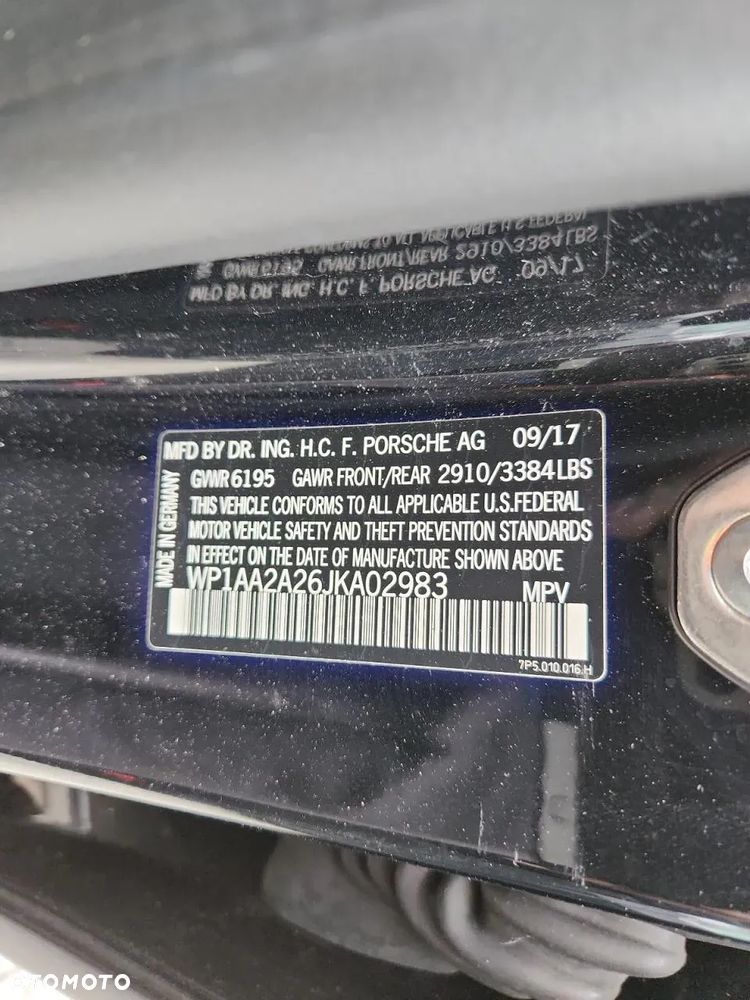 MFD BY DR. ING. H.C. F. PORSCHE AG 09/17
GVWR 6195 GAWR FRONT/REAR 2910/3384LBS
THIS VEHICLE CONFORMS TO ALL APPLICABLE U.S.FEDERAL
MOTOR VEHICLE SAFETY AND THEFT PREVENTION STANDARDS
IN EFFECT ON THE DATE OF MANUFACTURE SHOWN ABOVE
WP1AA2A26JKA02983 MPV
7P5.010.016.H
MADE IN GERMANY
OTOMOTO